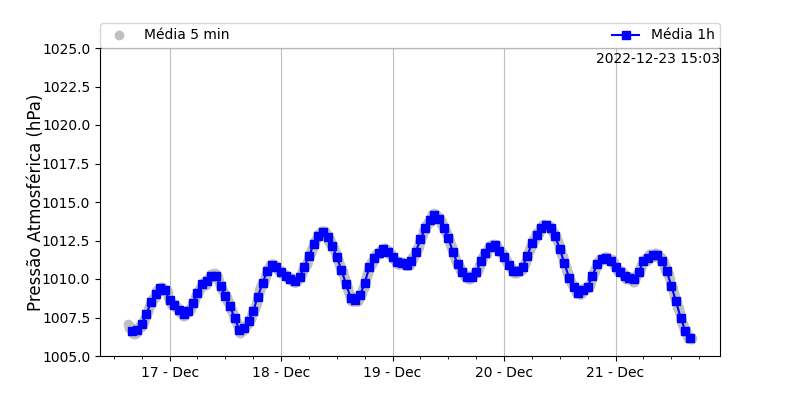 Média 5 min
Média 1h
2022-12-23 15:03
Pressão Atmosférica (hPa)
1025.0
1022.5
1020.0
1017.5
1015.0
1012.5
1010.0
1007.5
1005.0
17 - Dec
18 - Dec
19 - Dec
20 - Dec
21 - Dec